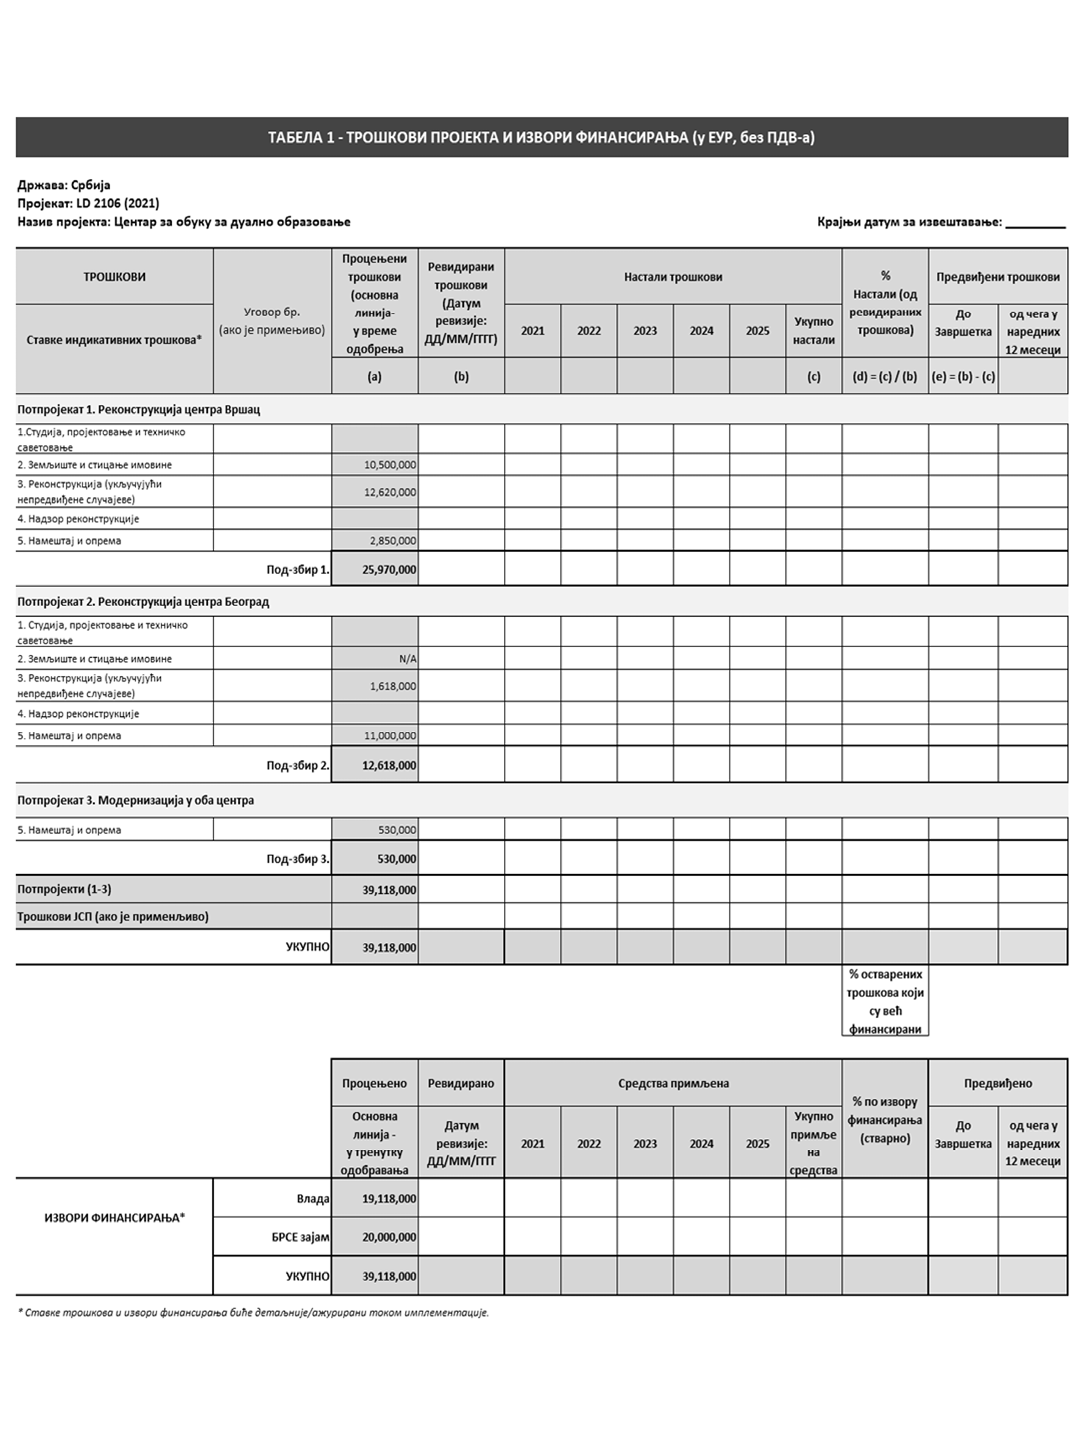 ТАБЕЛА 1 - ТРОШКОВИ ПРОЈЕКТА И ИЗВОРИ ФИНАНСИРАЊА (у ЕУР, без ПДВ-а)
Држава: Србија
Пројекат: LD 2106 (2021)
Назив пројекта: Центар за обуку за дуално образовање
Крајњи датум за извештавање: ________
ТРОШКОВИ
Уговор бр.
(ако је примењиво)
Процењени
трошкови
(основна
линија-
у време
одобрења
Ревидирани
трошкови
(Датум
ревизије:
ДД/ММ/ГГГГ)
Настали трошкови
%
Настали (од
ревидираних
трошкова)
Предвиђени трошкови
Ставке индикативних трошкова*
2021
2022
2023
2024
2025
Укупно
настали
До
Завршетка
од чега у
наредних
12 месеци
(a)
(b)
(c)
(d) = (c) / (b)
(e) = (b) - (c)
Потпројекат 1. Реконструкција центра Вршац
1.Студија, пројектовање и техничко
саветовање
2. Земљиште и стицање имовине 10,500,000
3. Реконструкција (укључујући
непредвиђене случајеве) 12,620,000
4. Надзор реконструкције
5. Намештај и опрема 2,850,000
Под-збир 1. 25,970,000
Потпројекат 2. Реконструкција центра Београд
1. Студија, пројектовање и техничко
саветовање
2. Земљиште и стицање имовине N/A
3. Реконструкција (укључујући
непредвиђене случајеве) 1,618,000
4. Надзор реконструкције
5. Намештај и опрема 11,000,000
Под-збир 2. 12,618,000
Потпројекат 3. Модернизација у оба центра
5. Намештај и опрема 530,000
Под-збир 3. 530,000
Потпројекти (1-3) 39,118,000
Трошкови ЈСП (ако је применљиво)
УКУПНО 39,118,000
% остварених
трошкова који
су већ
финансирани
Процењено
Ревидирано
Средства примљена
% по извору
финансирања
(стварно)
Предвиђено
Основна
линија -
у тренутку
одобравања
Датум
ревизије:
ДД/ММ/ГГГГ
2021
2022
2023
2024
2025
Укупно
примље
на
средства
До
Завршетка
од чега у
наредних
12 месеци
ИЗВОРИ ФИНАНСИРАЊА*
Влада 19,118,000
БРСЕ зајам 20,000,000
УКУПНО 39,118,000
* Ставке трошкова и извори финансирања биће детаљније/ажурирани током имплементације.